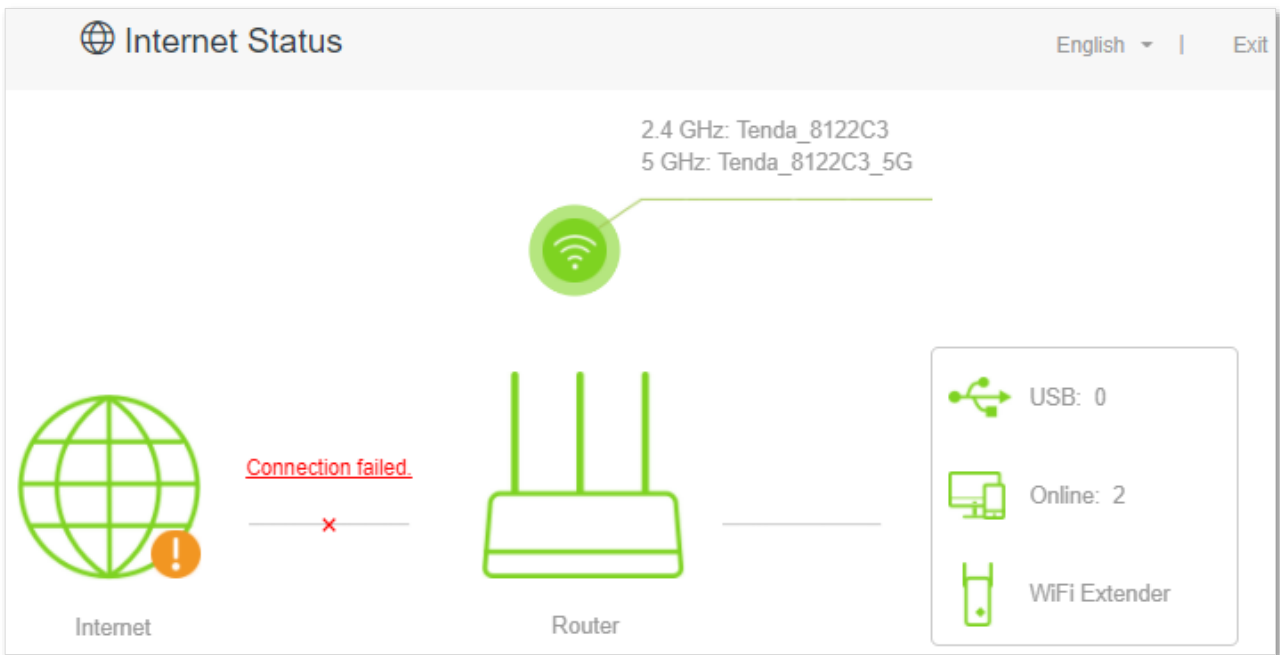 Internet Status
English
|
Exit
2.4 GHz: Tenda_8122C3
5 GHz: Tenda_8122C3_5G
Connection failed.
USB: 0
Online: 2
WiFi Extender
Internet
Router